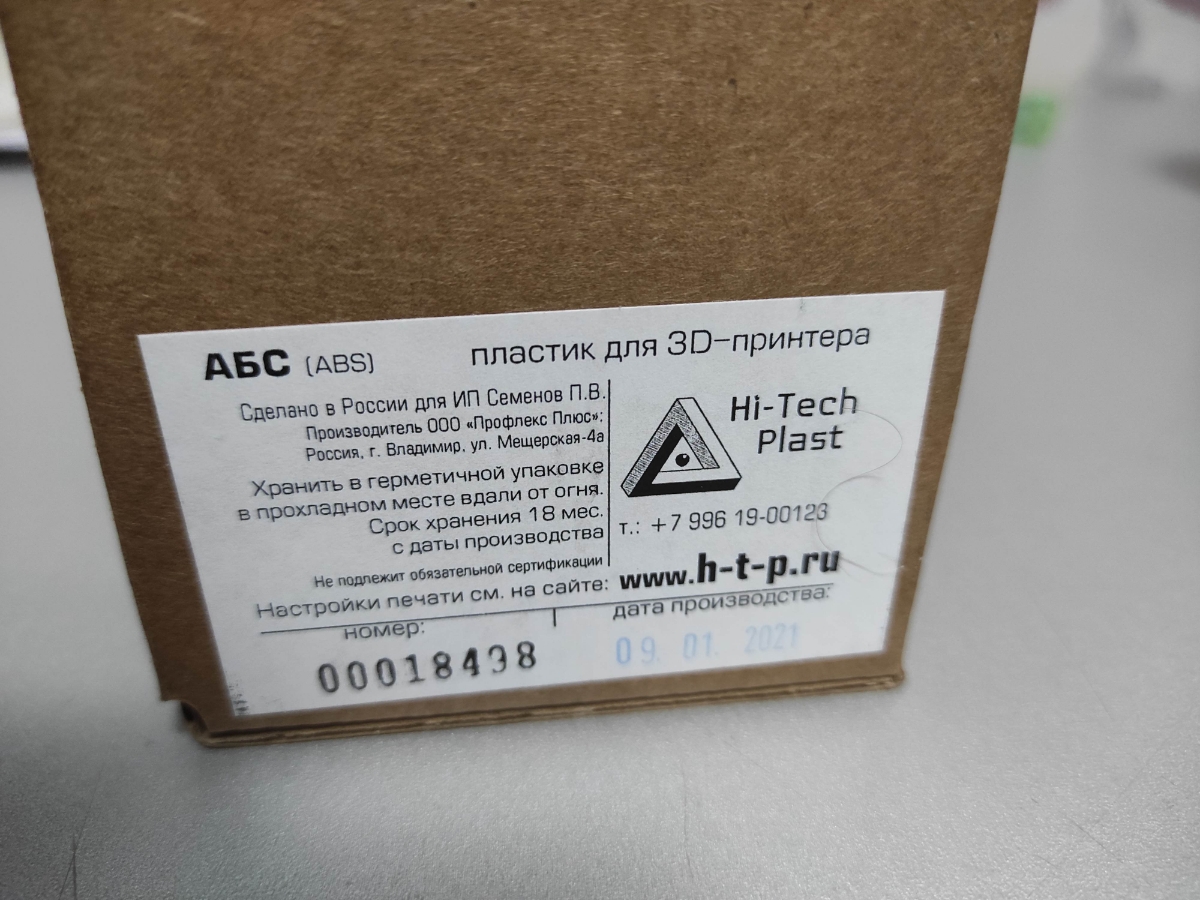 АБС (ABS) пластик для 3D-принтера
Сделано в России для ИП Семенов П.В.
Производитель ООО «Профлекс Плюс»;
Россия, г. Владимир, ул. Мещерская-4а
Хранить в герметичной упаковке
в прохладном месте вдали от огня.
Срок хранения 18 мес.
с даты производства
Не подлежит обязательной сертификации
Hi-Tech
Plast
т.: +7 996 19-00123
Настройки печати см. на сайте: www.h-t-p.ru
номер:
00018498
дата производства:
09. 01. 2021